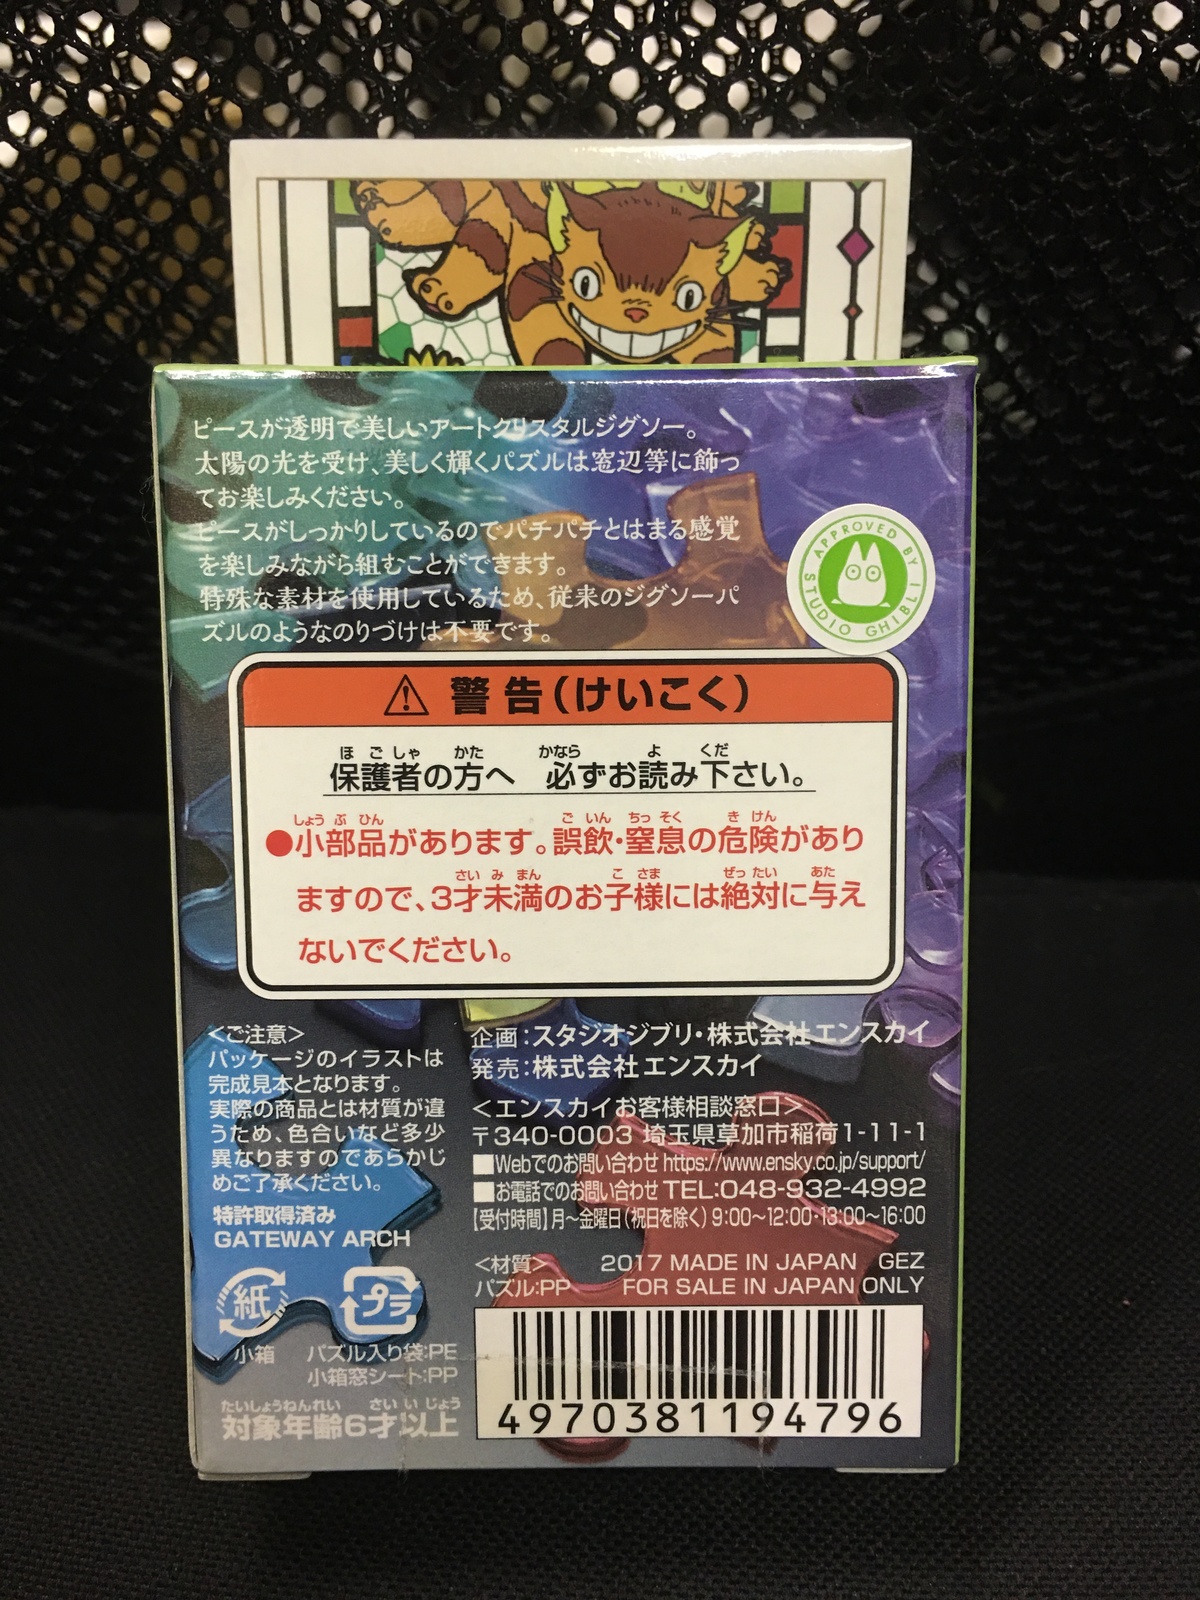 ピースが透明で美しいアートクリスタルジグソー。
太陽の光を受け、美しく輝くパズルは窓辺等に飾っ
てお楽しみください。
ピースがしっかりしているのでパチパチとはまる感覚
を楽しみながら組むことができます。
特殊な素材を使用しているため、従来のジグソーパ
ズルのようなのりづけは不要です。
APPROVED BY
STUDIO GHIBLI
警告(けいこく)
ほごしゃ かた かなら よ くだ
保護者の方へ 必ずお読み下さい。
しょうぶひん ごいん ちっそく きけん
●小部品があります。誤飲・窒息の危険があり
さいみまん こさま ぜったい あた
ますので、3才未満のお子様には絶対に与え
ないでください。
<ご注意>
パッケージのイラストは
完成見本となります。
実際の商品とは材質が違
うため、色合いなど多少
異なりますのであらかじ
めご了承ください。
特許取得済み
GATEWAY ARCH
紙
プラ
小箱 パズル入り袋:PE
小箱窓シート:PP
たいしょうねんれい さいいじょう
対象年齢6才以上
企画:スタジオジブリ・株式会社エンスカイ
発売:株式会社エンスカイ
<エンスカイお客様相談窓口>
〒340-0003 埼玉県草加市稲荷1-11-1
■Webでのお問い合わせ https://www.ensky.co.jp/support/
■お電話でのお問い合わせ TEL:048-932-4992
【受付時間】月~金曜日(祝日を除く)9:00~12:00・13:00~16:00
<材質> 2017 MADE IN JAPAN GEZ
パズル:PP FOR SALE IN JAPAN ONLY
4970381194796